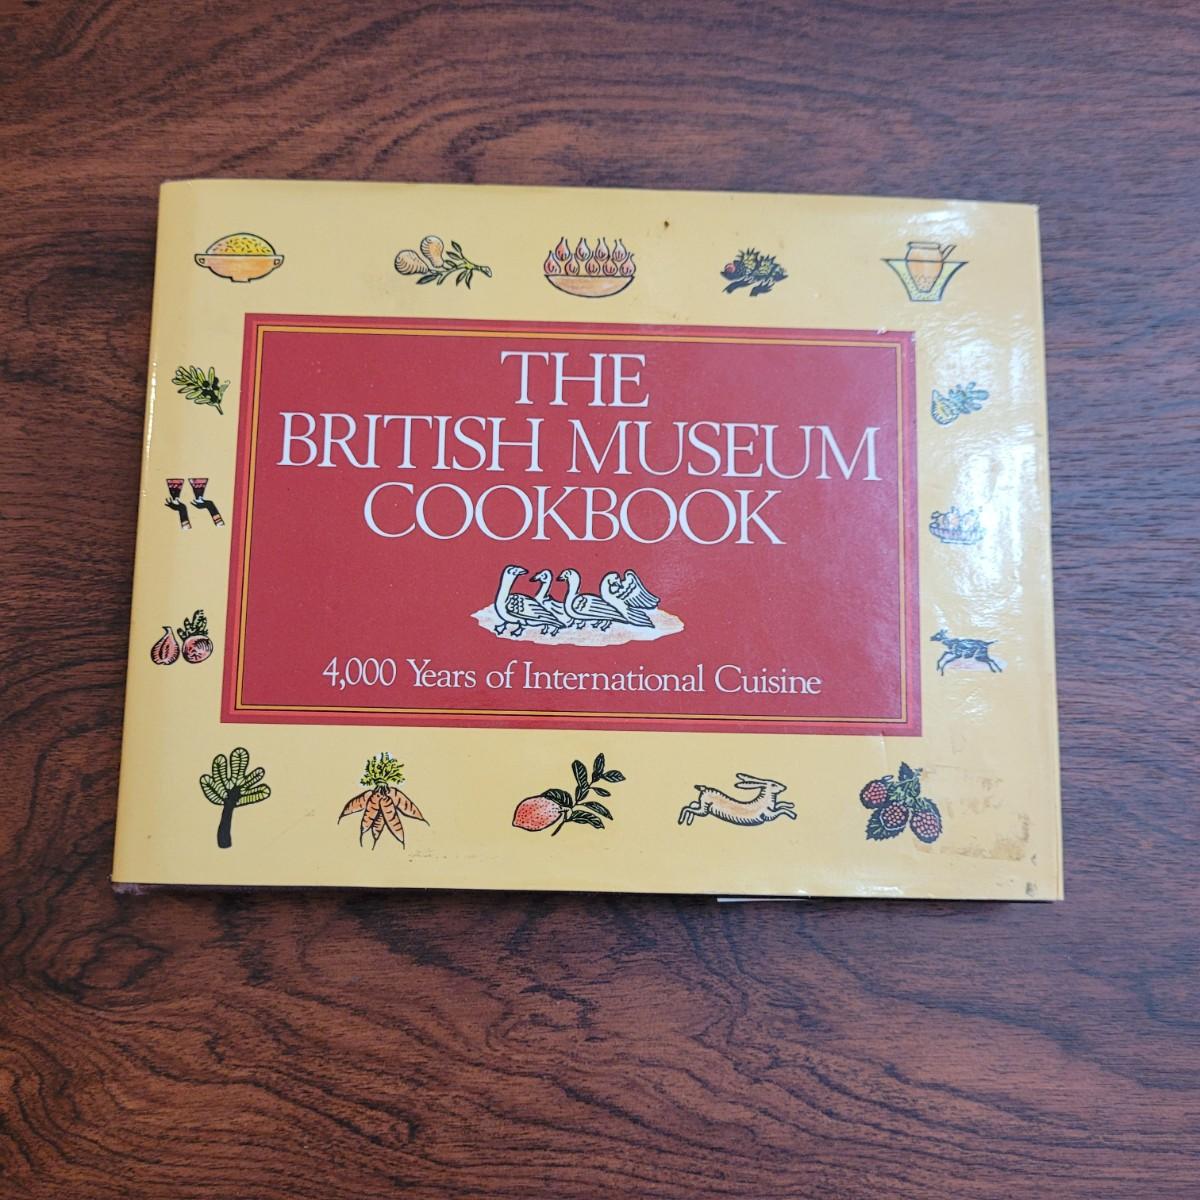 THE
BRITISH MUSEUM
COOKBOOK
4,000 Years of International Cuisine